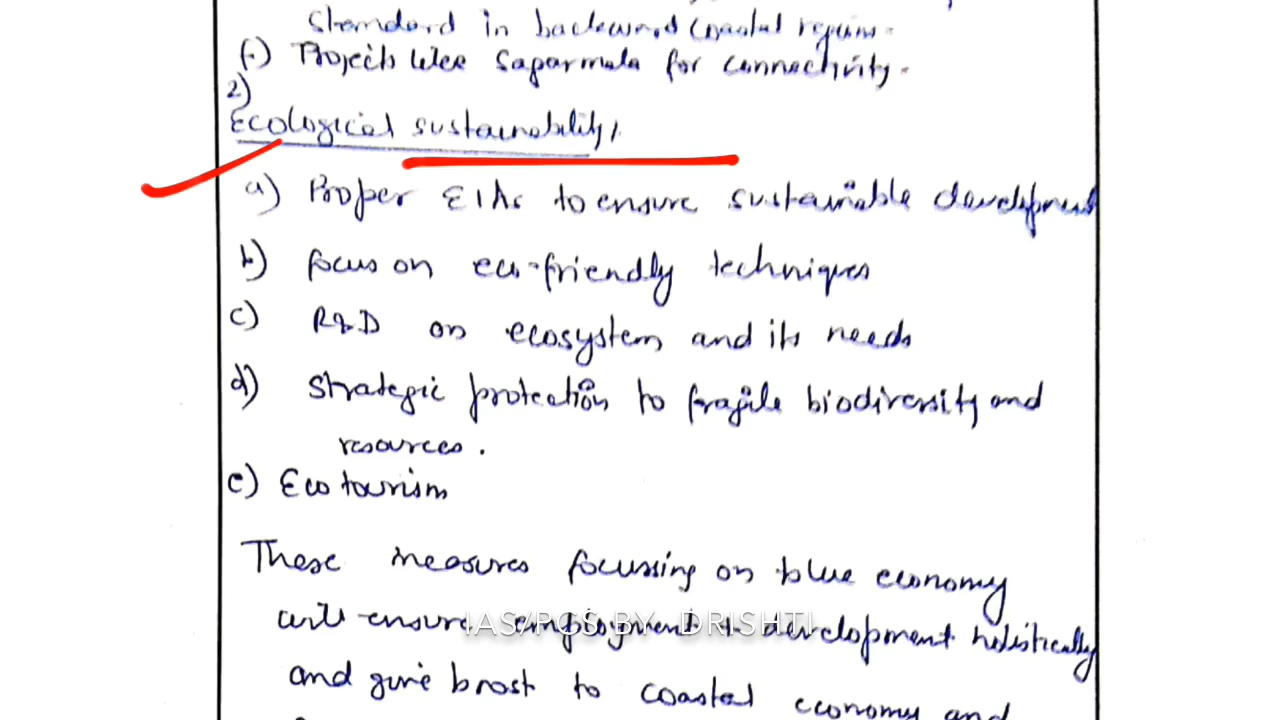 standard in backward coastal regions.
f.) Projects like Sagarmala for connectivity.
2)
Ecological sustainability,
a) Proper EIAs to ensure sustainable development
b) focus on eco-friendly techniques
c) R&D on ecosystem and its needs
d) strategic protection to fragile biodiversity and
resources.
e) Eco tourism
These measures focussing on blue economy
will ensure employment + development holistically
IAS/PCS BY DRISHTI
and give boost to coastal economy and